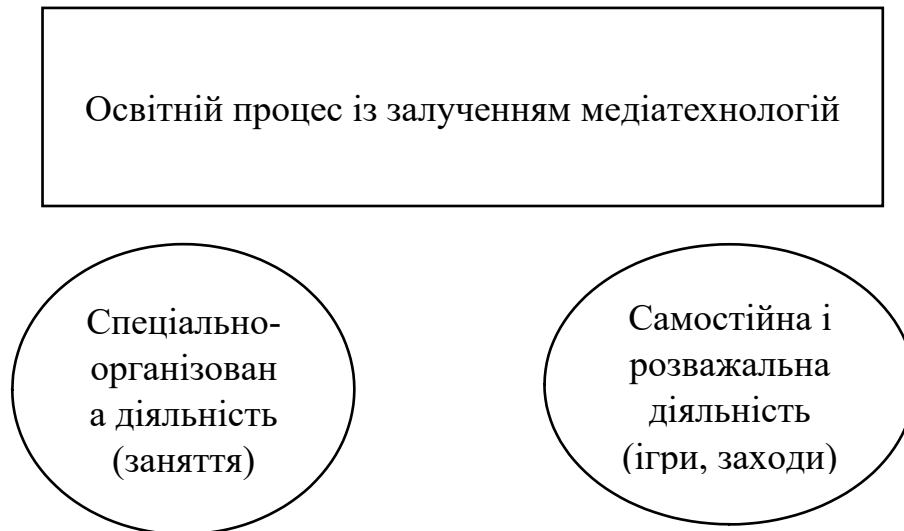 Освітній процес із залученням медіатехнологій
Спеціально-
організован
а діяльність
(заняття)
Самостійна і
розважальна
діяльність
(ігри, заходи)